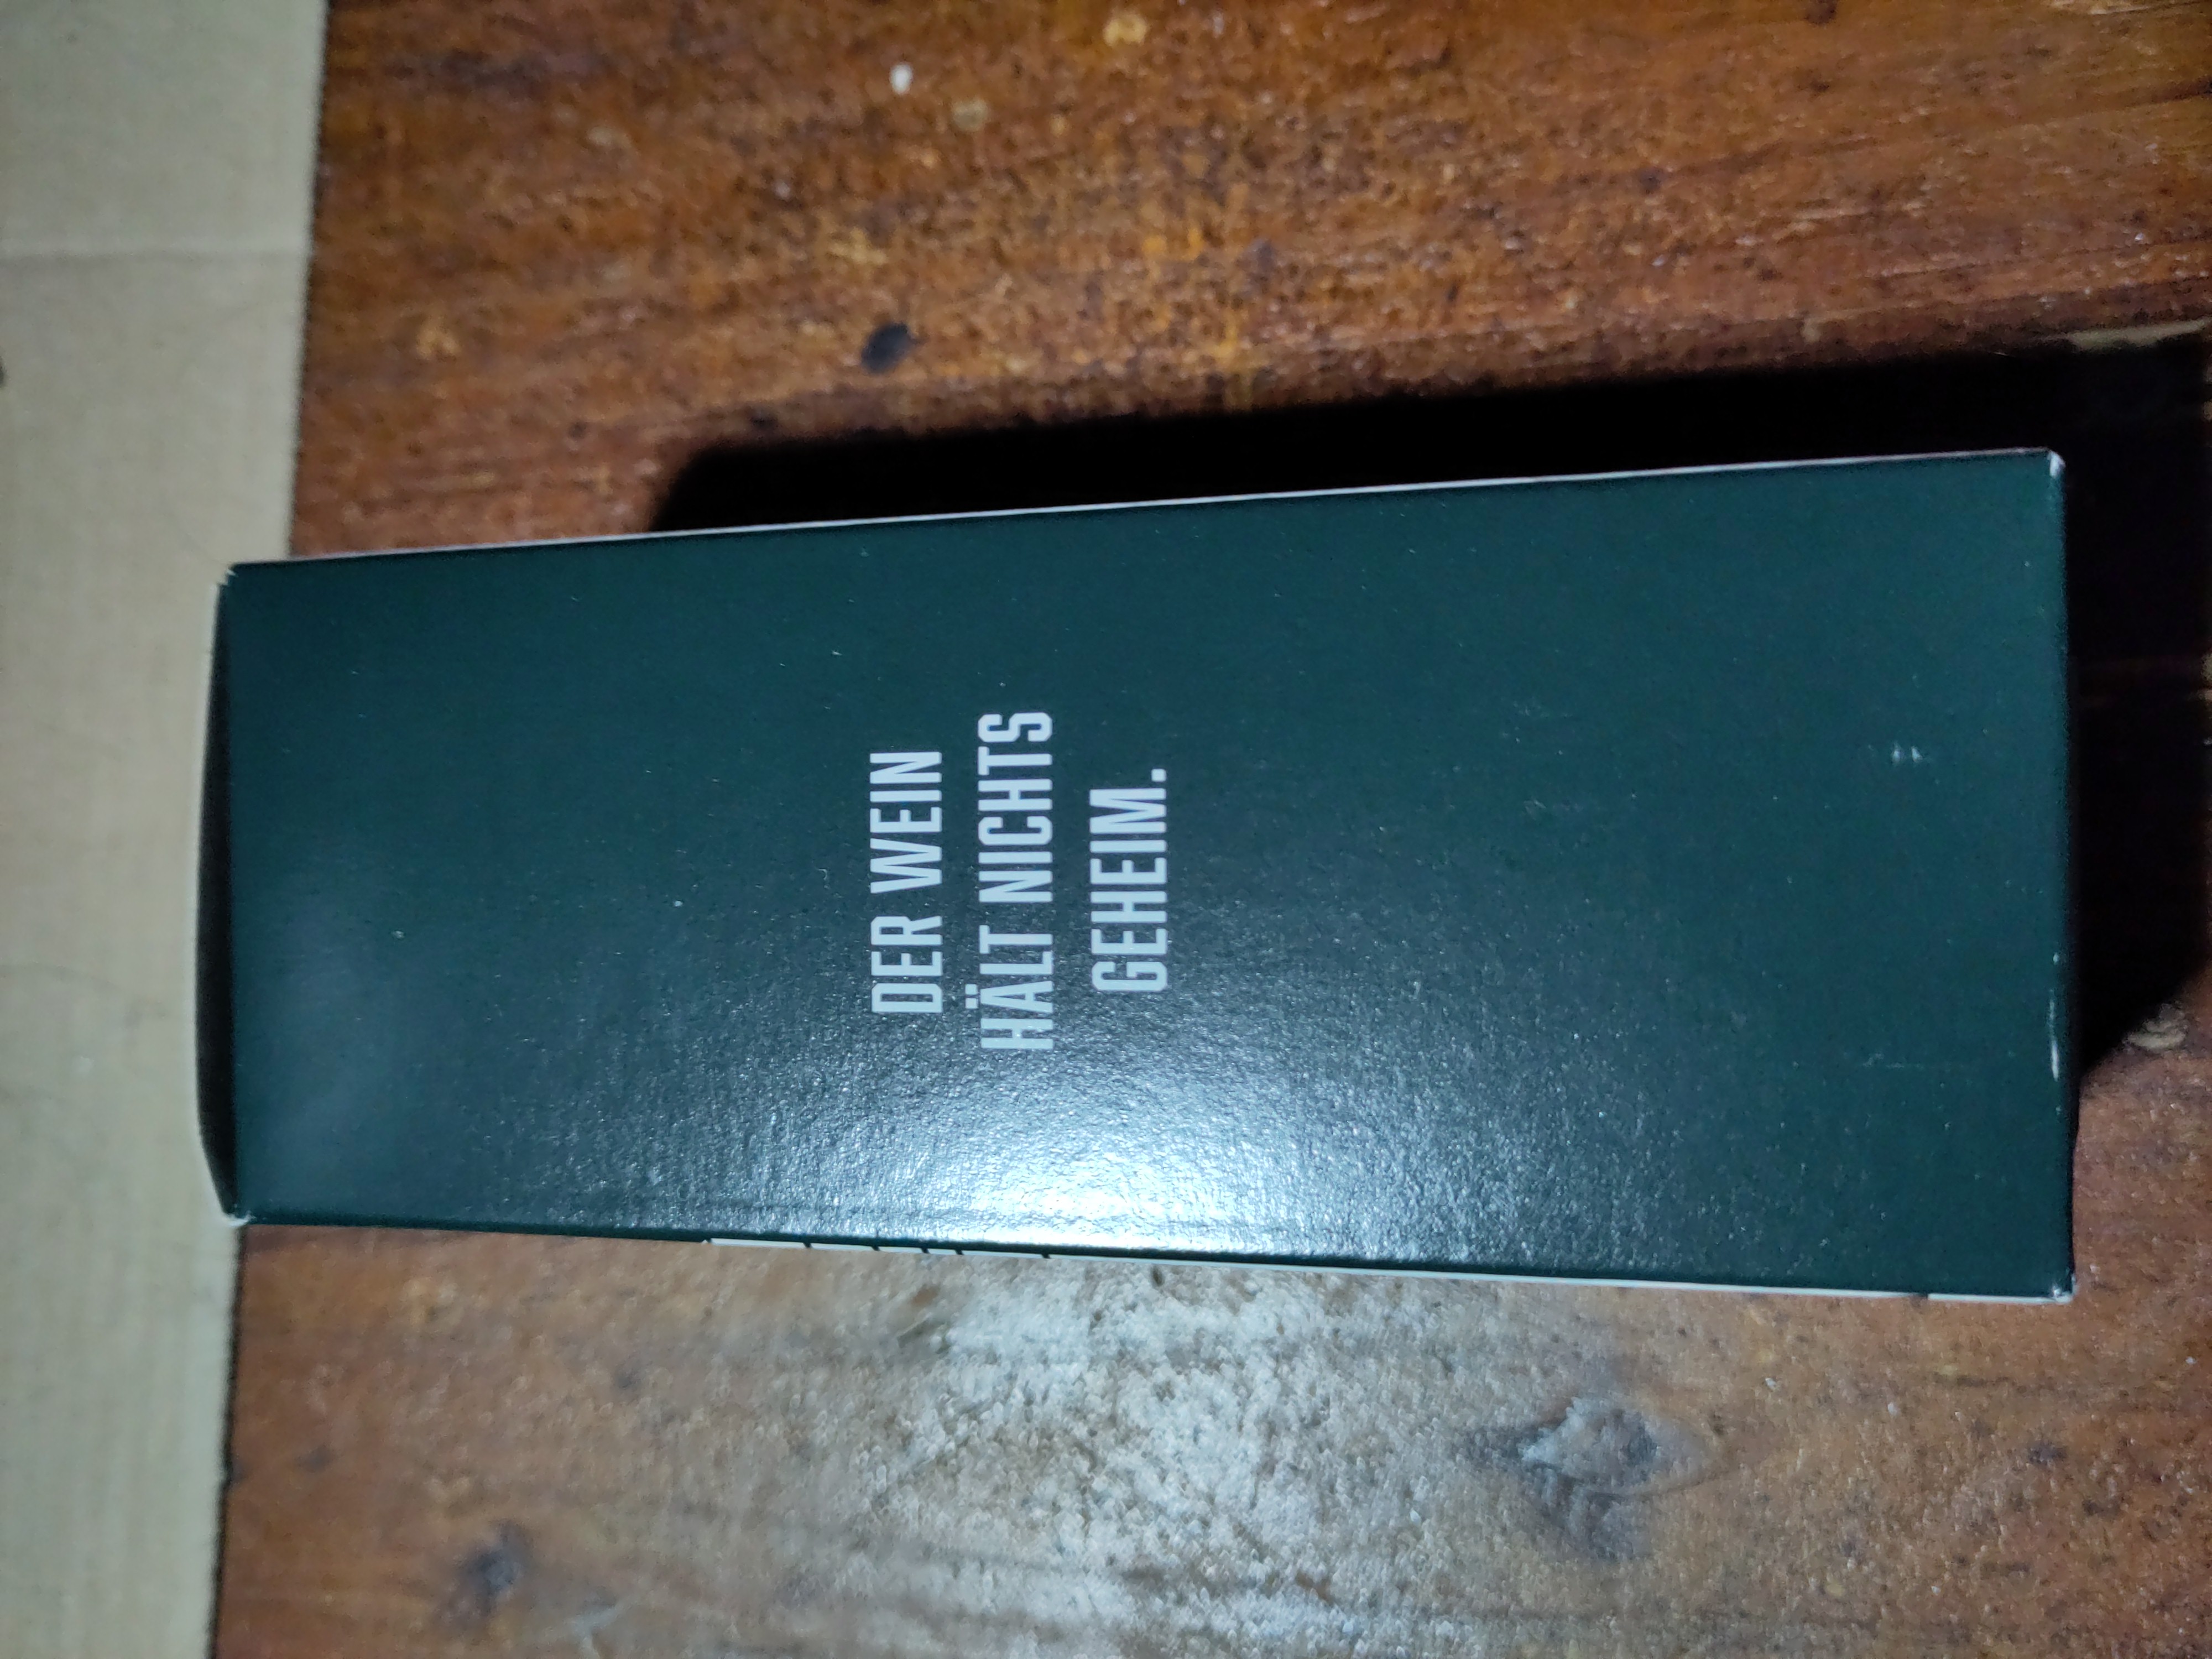 DER WEIN
HÄLT NICHTS
GEHEIM.